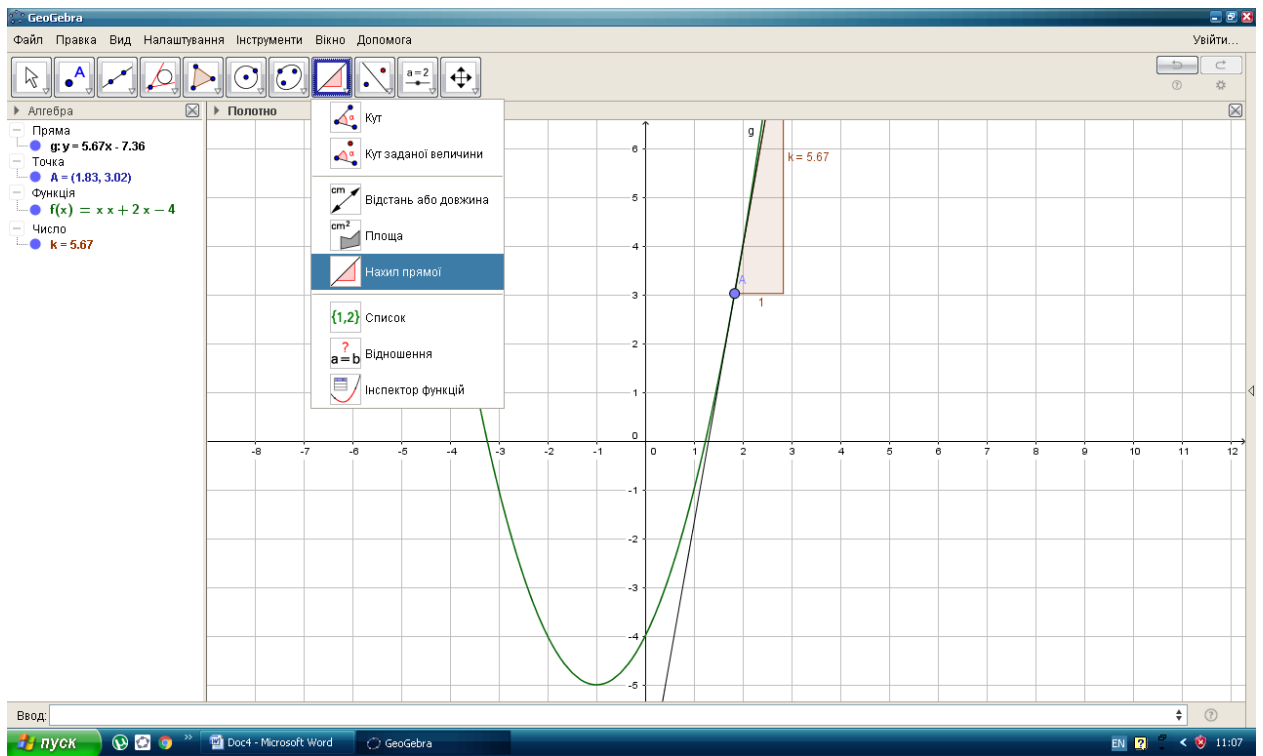 GeoGebra
Файл Правка Вид Налаштування Інструменти Вікно Допомога Увійти...
A a=2
Алгебра
Полотно
Пряма
g: y = 5.67x - 7.36
Точка
A = (1.83, 3.02)
Функція
f(x) = x x + 2 x − 4
Число
k = 5.67
Кут
Кут заданої величини
cm Відстань або довжина
cm² Площа
Нахил прямої
{1,2} Список
? a=b Відношення
Інспектор функцій
g
6
k = 5.67
5
4
A
3
1
2
1
0
-8 -7 -6 -5 -4 -3 -2 -1 0 1 2 3 4 5 6 7 8 9 10 11 12
-1
-2
-3
-4
-5
Ввод:
пуск Doc4 - Microsoft Word GeoGebra EN 11:07